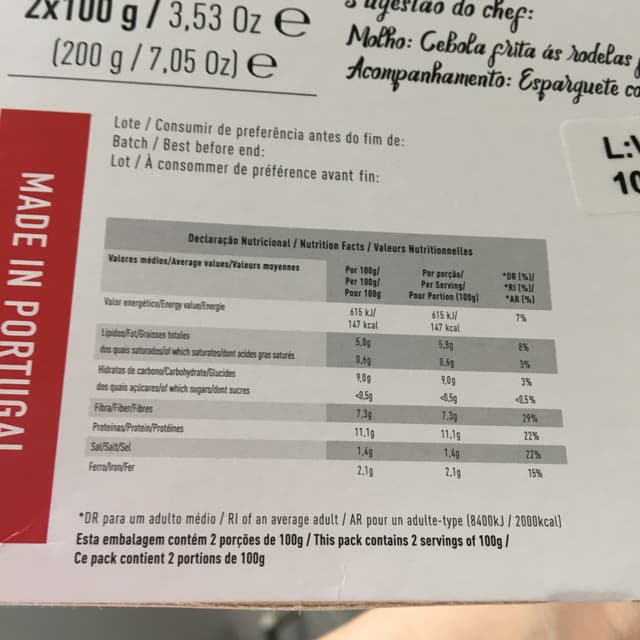 2x100 g / 3,53 Oz e
(200 g / 7,05 Oz) e
do chef:
Molho: Cebola frita às rodelas
Acompanhamento: Esparguete
L:
10
MADE IN PORTUGAL
Lote / Consumir de preferência antes do fim de:
Batch / Best before end:
Lot / À consommer de préférence avant fin:
Declaração Nutricional / Nutrition Facts / Valeurs Nutritionnelles
Valores médios/Average values/Valeurs moyennes Por 100g/ Per 100g/ Pour 100g Por porção/ Per Serving/ Pour Portion (100g) *DR (%)/ *RI (%)/ *AR (%)
Valor energético/Energy value/Energie 615 kJ/ 147 kcal 615 kJ/ 147 kcal 7%
Lípidos/Fat/Graisses totales 5,8g 5,8g 8%
dos quais saturados/of which saturates/dont acides gras saturés 0,6g 0,6g 3%
Hidratos de carbono/Carbohydrate/Glucides 9,0g 9,0g 3%
dos quais açúcares/of which sugars/dont sucres <0,5g <0,5g <0,5%
Fibra/Fiber/Fibres 7,3g 7,3g 29%
Proteínas/Protein/Protéines 11,1g 11,1g 22%
Sal/Salt/Sel 1,4g 1,4g 22%
Ferro/Iron/Fer 2,1g 2,1g 15%
*DR para um adulto médio / RI of an average adult / AR pour un adulte-type (8400kJ / 2000kcal)
Esta embalagem contém 2 porções de 100g / This pack contains 2 servings of 100g /
Ce pack contient 2 portions de 100g